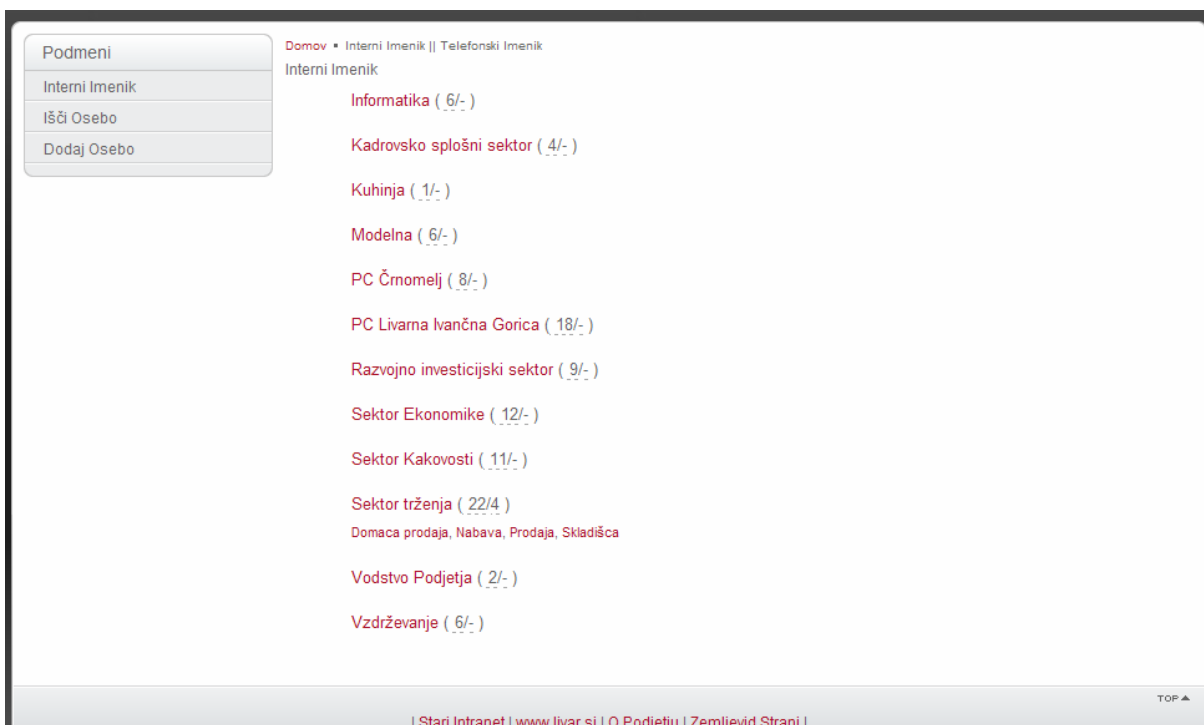 Podmeni
Interni Imenik
Išči Osebo
Dodaj Osebo
Domov ▪ Interni Imenik || Telefonski Imenik
Interni Imenik
Informatika ( 6/- )
Kadrovsko splošni sektor ( 4/- )
Kuhinja ( 1/- )
Modelna ( 6/- )
PC Črnomelj ( 8/- )
PC Livarna Ivančna Gorica ( 18/- )
Razvojno investicijski sektor ( 9/- )
Sektor Ekonomike ( 12/- )
Sektor Kakovosti ( 11/- )
Sektor trženja ( 22/4 )
Domaca prodaja, Nabava, Prodaja, Skladišca
Vodstvo Podjetja ( 2/- )
Vzdrževanje ( 6/- )
TOP ▲
| Stari Intranet | www.livar.si | O Podjetju | Zemljevid Strani |